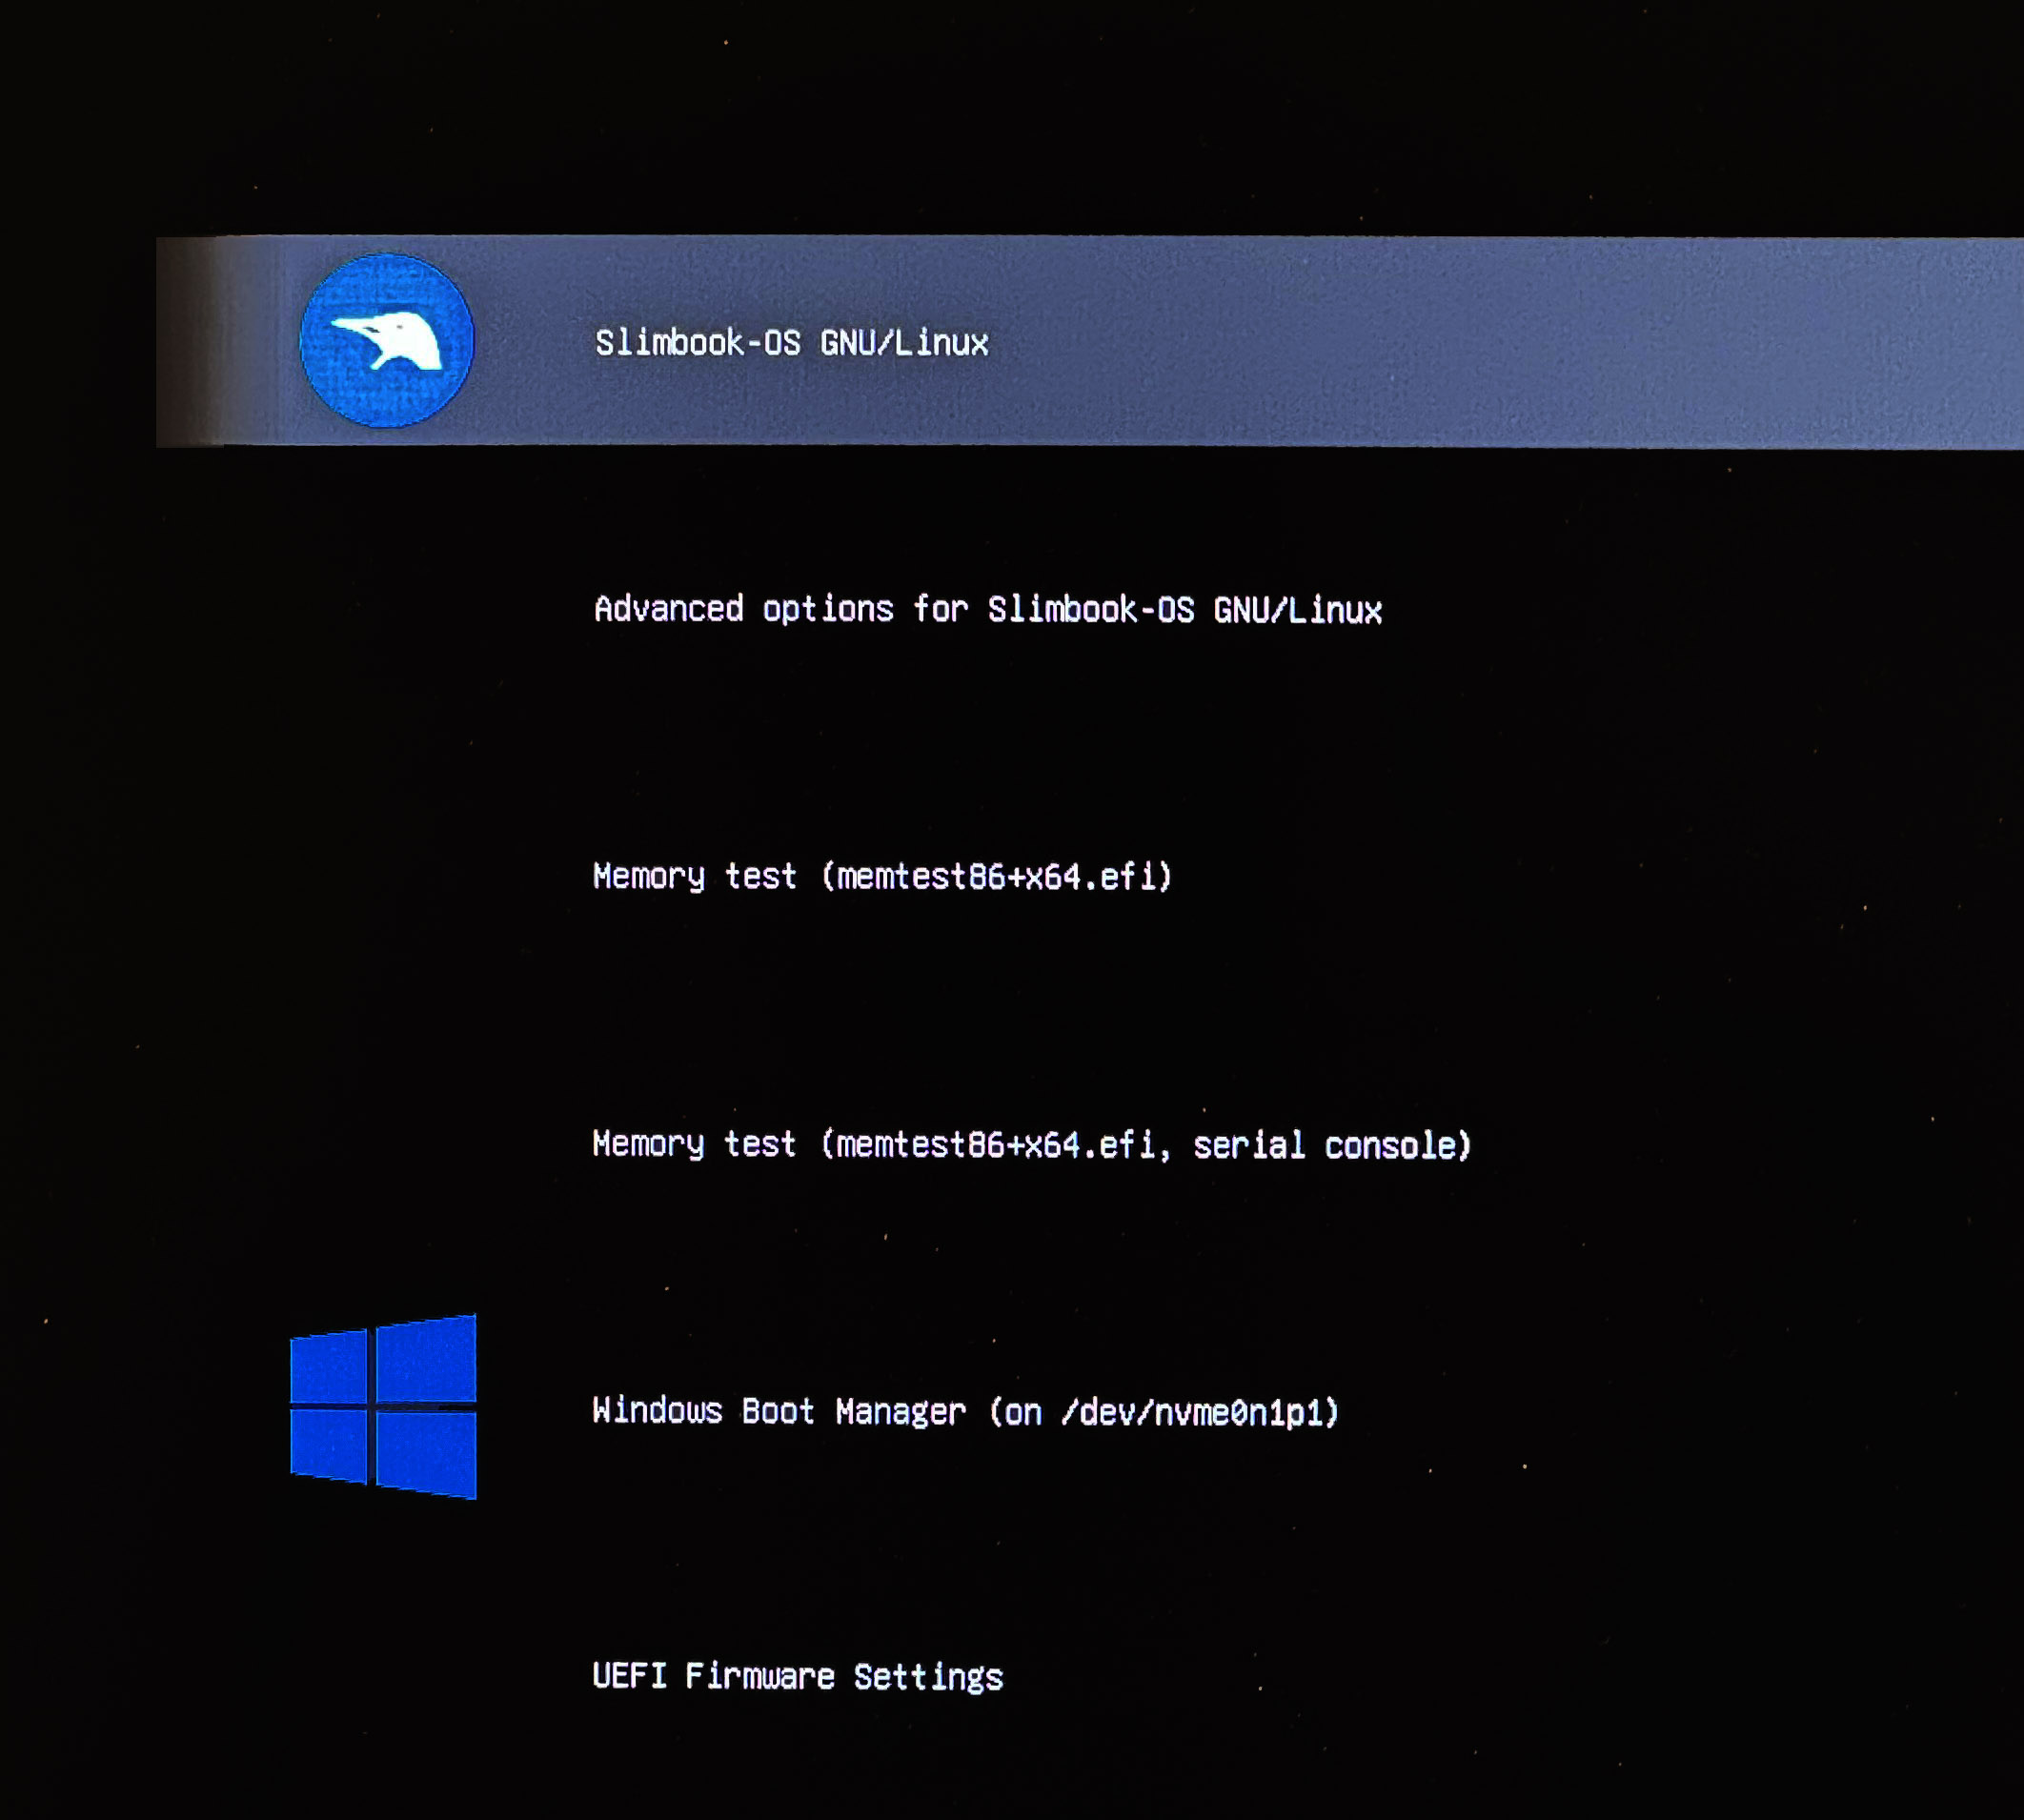 Slimbook-OS GNU/Linux
Advanced options for Slimbook-OS GNU/Linux
Memory test (memtest86+x64.efi)
Memory test (memtest86+x64.efi, serial console)
Windows Boot Manager (on /dev/nvme0n1p1)
UEFI Firmware Settings